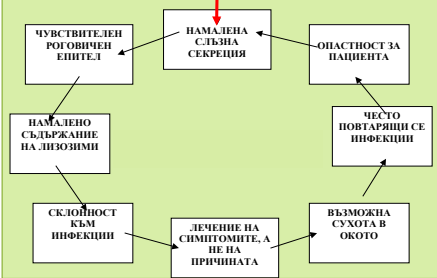 НАМАЛЕНА
СЛЪЗНА
СЕКРЕЦИЯ
ЧУВСТВИТЕЛЕН
РОГОВИЧЕН
ЕПИТЕЛ
НАМАЛЕНО
СЪДЪРЖАНИЕ
НА ЛИЗОЗИМИ
СКЛОННОСТ
КЪМ
ИНФЕКЦИИ
ЛЕЧЕНИЕ НА
СИМПТОМИТЕ, А
НЕ НА
ПРИЧИНАТА
ВЪЗМОЖНА
СУХОТА В
ОКОТО
ЧЕСТО
ПОВТАРЯЩИ СЕ
ИНФЕКЦИИ
ОПАСТНОСТ ЗА
ПАЦИЕНТА